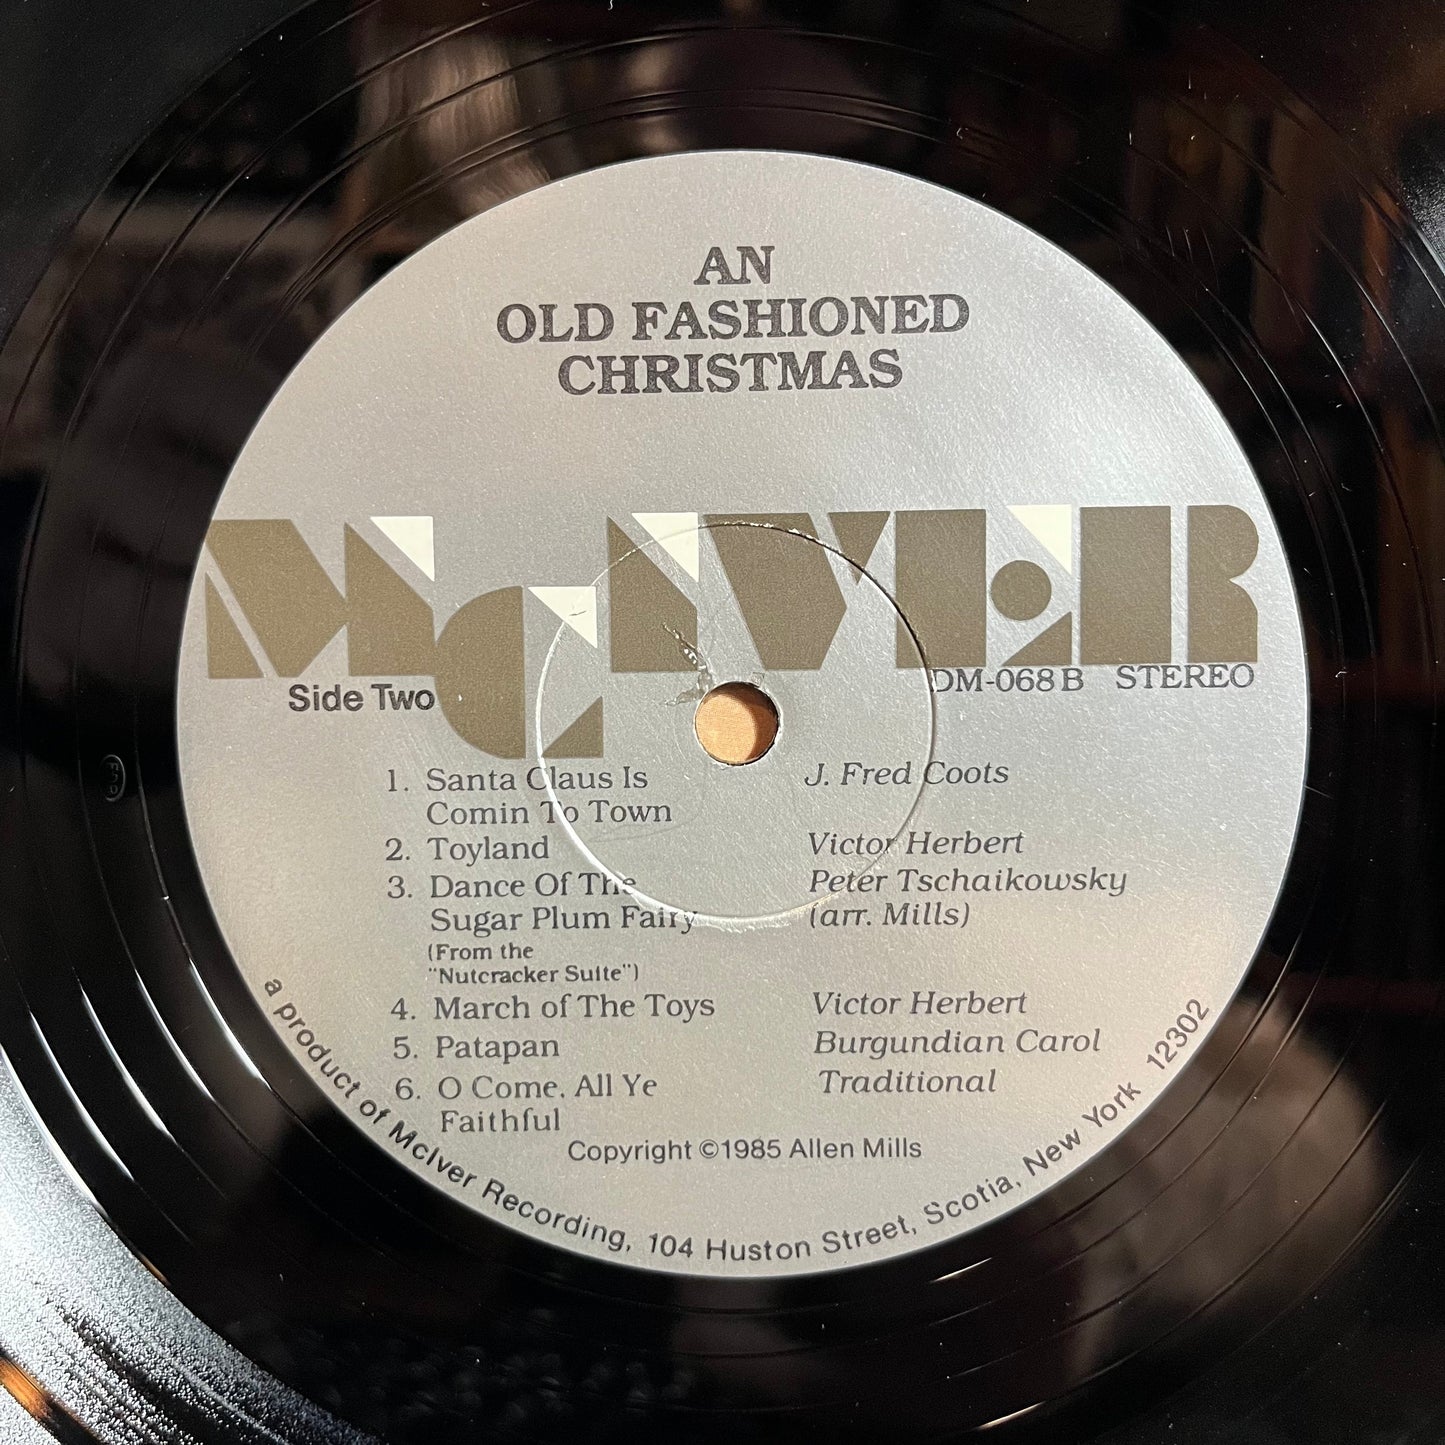 AN
OLD FASHIONED
CHRISTMAS
McIVER
Side Two
DM-068 B STEREO
1. Santa Claus Is J. Fred Coots
Comin To Town
2. Toyland Victor Herbert
3. Dance Of The Peter Tschaikowsky
Sugar Plum Fairy (arr. Mills)
(From the
"Nutcracker Suite")
4. March of The Toys Victor Herbert
5. Patapan Burgundian Carol
6. O Come, All Ye Traditional
Faithful
Copyright ©1985 Allen Mills
a product of McIver Recording, 104 Huston Street, Scotia, New York 12302